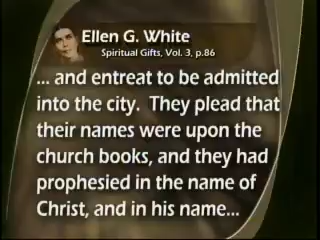 Ellen G. White
Spiritual Gifts, Vol. 3, p.86
... and entreat to be admitted
into the city. They plead that
their names were upon the
church books, and they had
prophesied in the name of
Christ, and in his name...